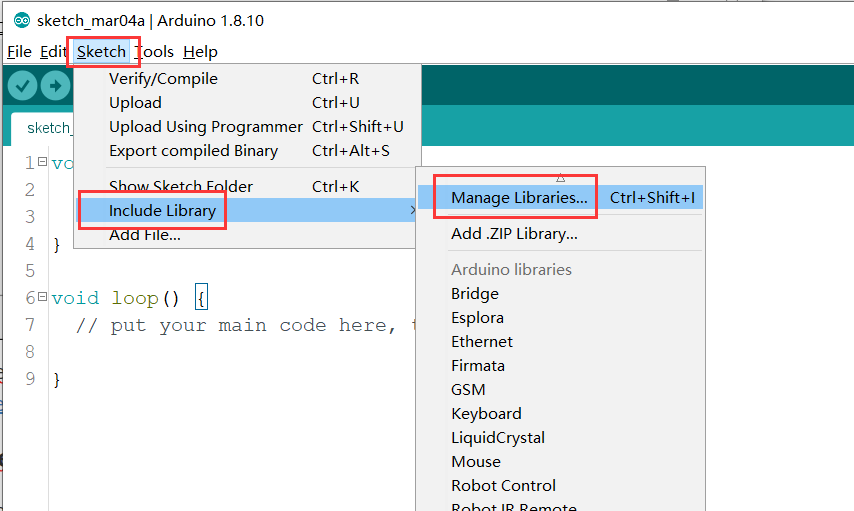 sketch_mar04a | Arduino 1.8.10
File Edit Sketch Tools Help
Verify/Compile Ctrl+R
Upload Ctrl+U
Upload Using Programmer Ctrl+Shift+U
Export compiled Binary Ctrl+Alt+S
Show Sketch Folder Ctrl+K
Include Library
Add File...
Manage Libraries... Ctrl+Shift+I
Add .ZIP Library...
Arduino libraries
Bridge
Esplora
Ethernet
Firmata
GSM
Keyboard
LiquidCrystal
Mouse
Robot Control
Robot IR Remote
sketch_
1 vo
2
3
4 }
5
6 void loop() {
7 // put your main code here, t
8
9 }